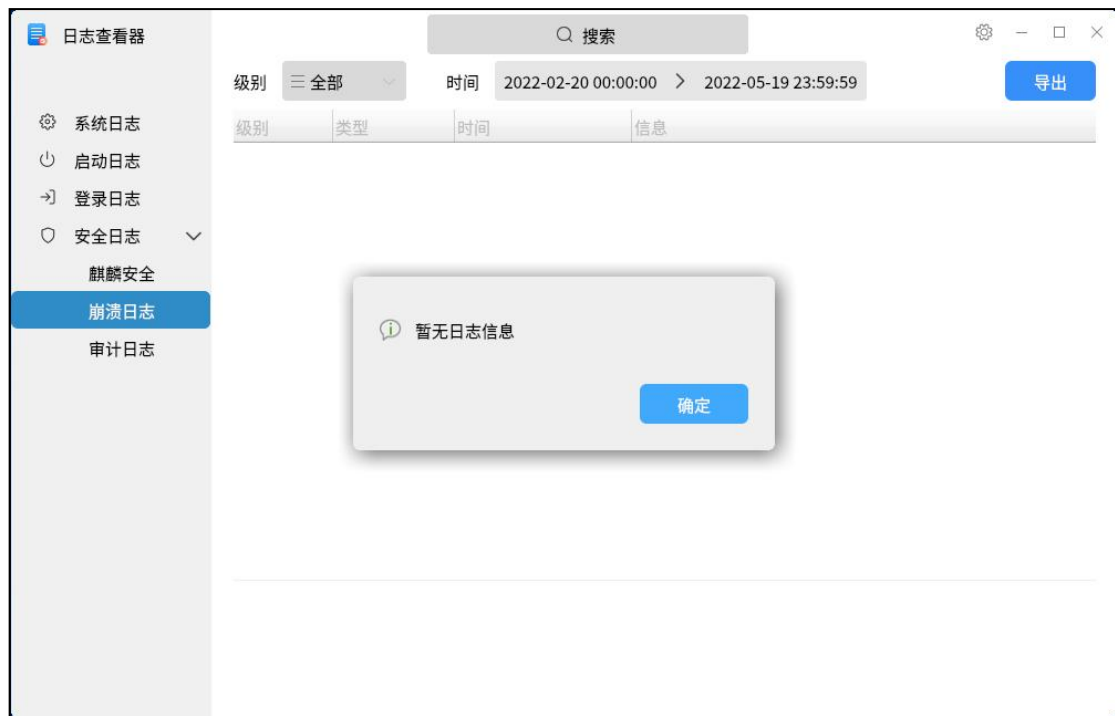 日志查看器
搜索
级别 全部 时间 2022-02-20 00:00:00 > 2022-05-19 23:59:59 导出
级别 类型 时间 信息
系统日志
启动日志
登录日志
安全日志
麒麟安全
崩溃日志
审计日志
暂无日志信息
确定